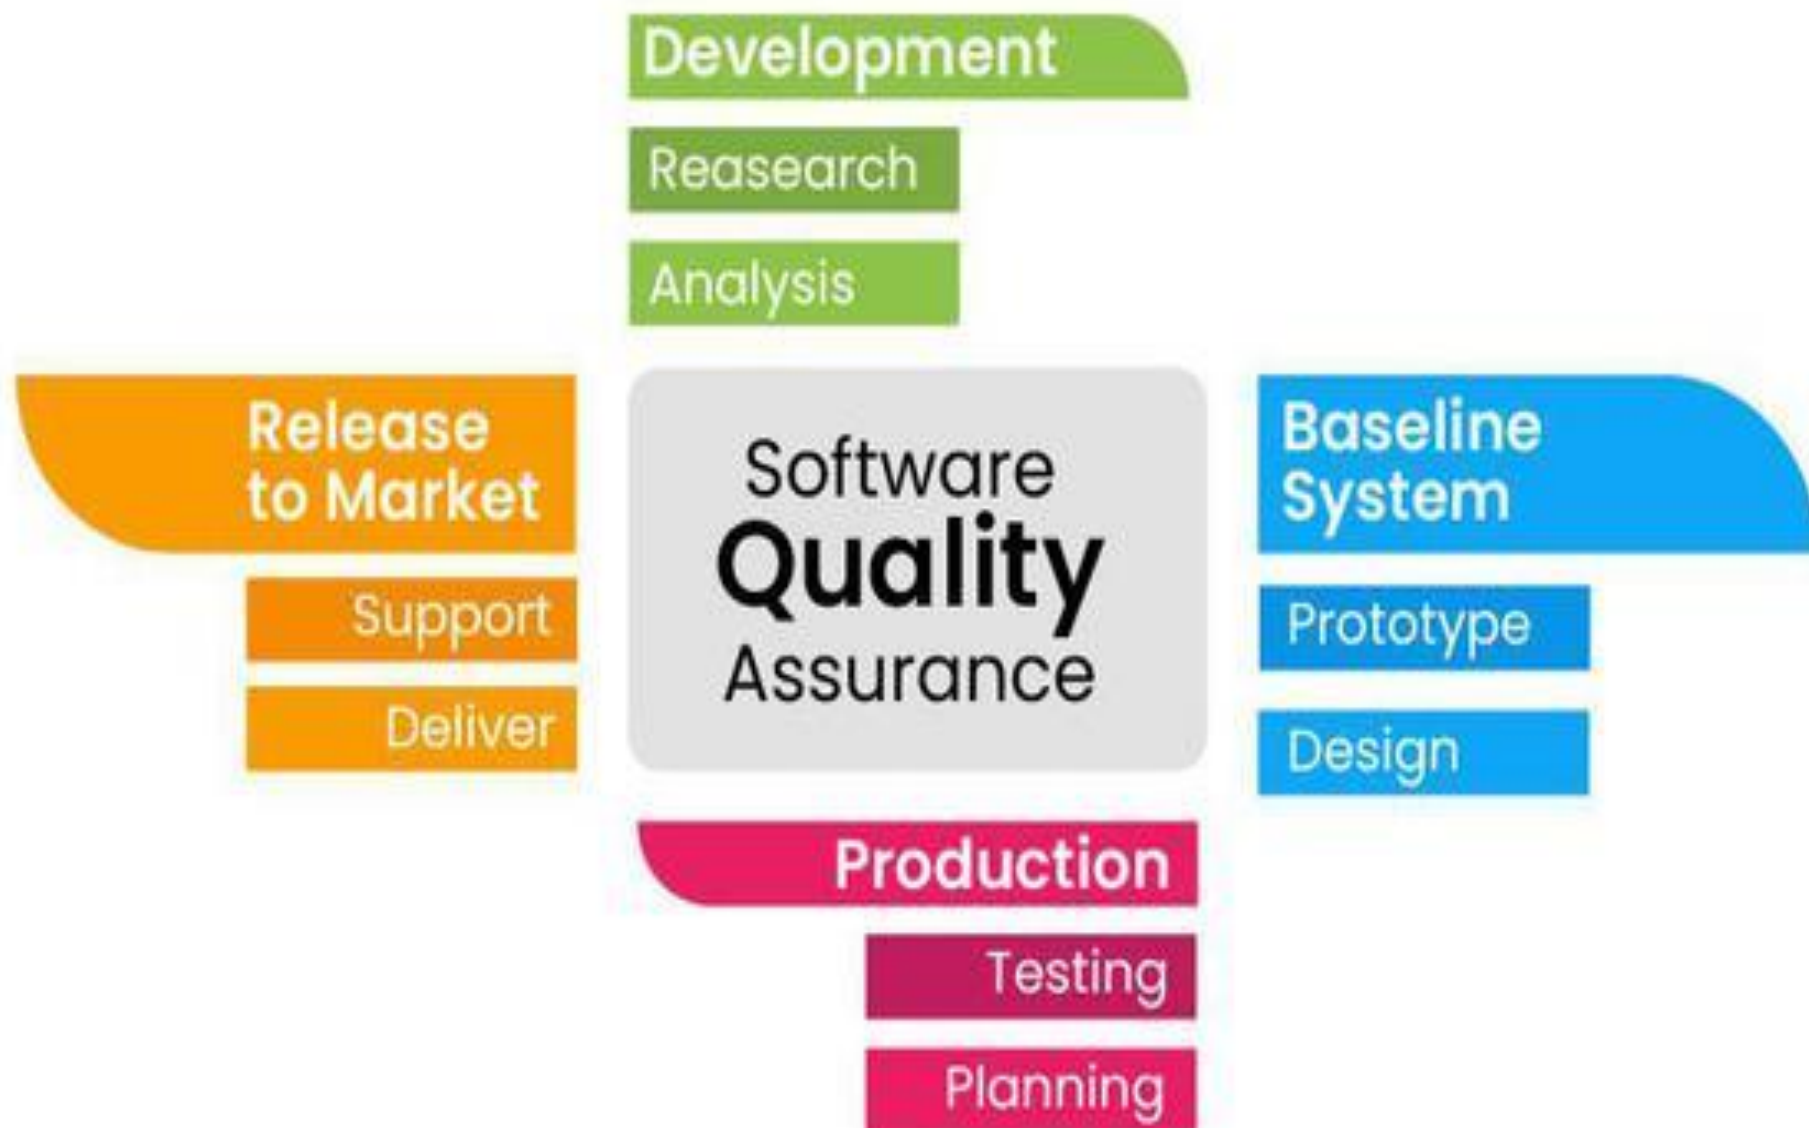 Development
Reasearch
Analysis
Release
to Market
Support
Deliver
Software
Quality
Assurance
Baseline
System
Prototype
Design
Production
Testing
Planning